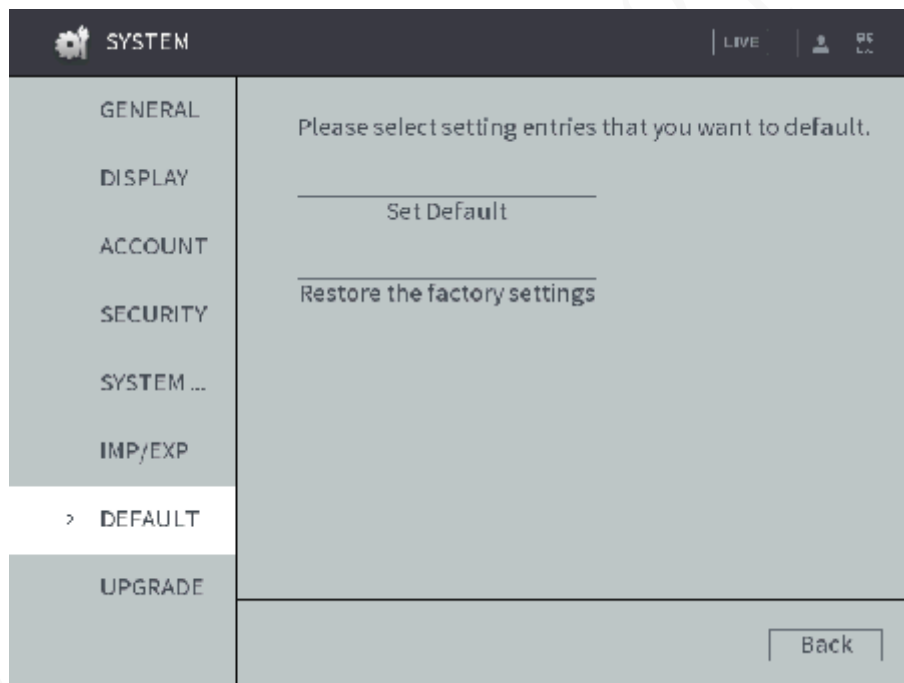 SYSTEM
LIVE
GENERAL
DISPLAY
ACCOUNT
SECURITY
SYSTEM ...
IMP/EXP
> DEFAULT
UPGRADE
Please select setting entries that you want to default.
Set Default
Restore the factory settings
Back